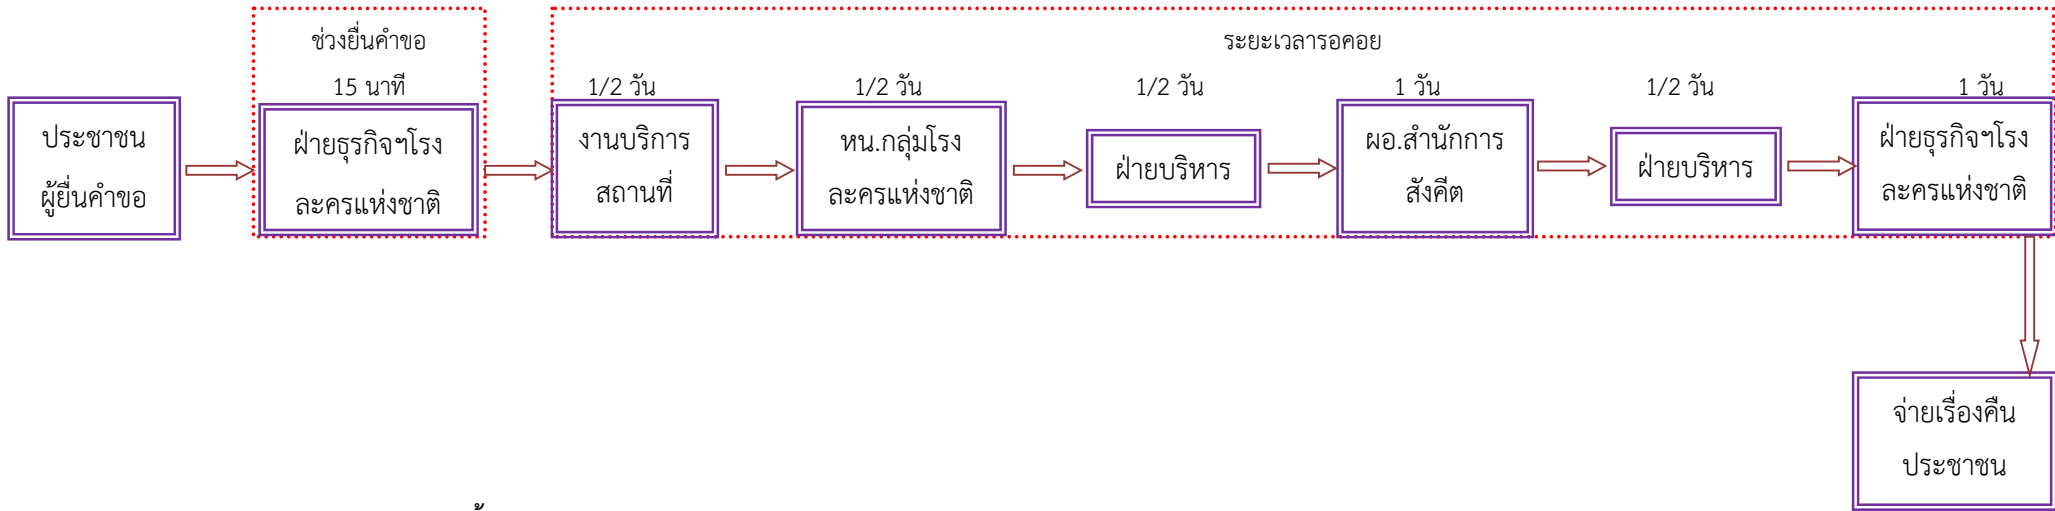 ช่วงยื่นคำขอ
15 นาที
ระยะเวลารอคอย
1/2 วัน
1/2 วัน
1/2 วัน
1 วัน
1/2 วัน
1 วัน
ประชาชน
ผู้ยื่นคำขอ
ฝ่ายธุรกิจฯโรง
ละครแห่งชาติ
งานบริการ
สถานที่
หน.กลุ่มโรง
ละครแห่งชาติ
ฝ่ายบริหาร
ผอ.สำนักการ
สังคีต
ฝ่ายบริหาร
ฝ่ายธุรกิจฯโรง
ละครแห่งชาติ
จ่ายเรื่องคืน
ประชาชน